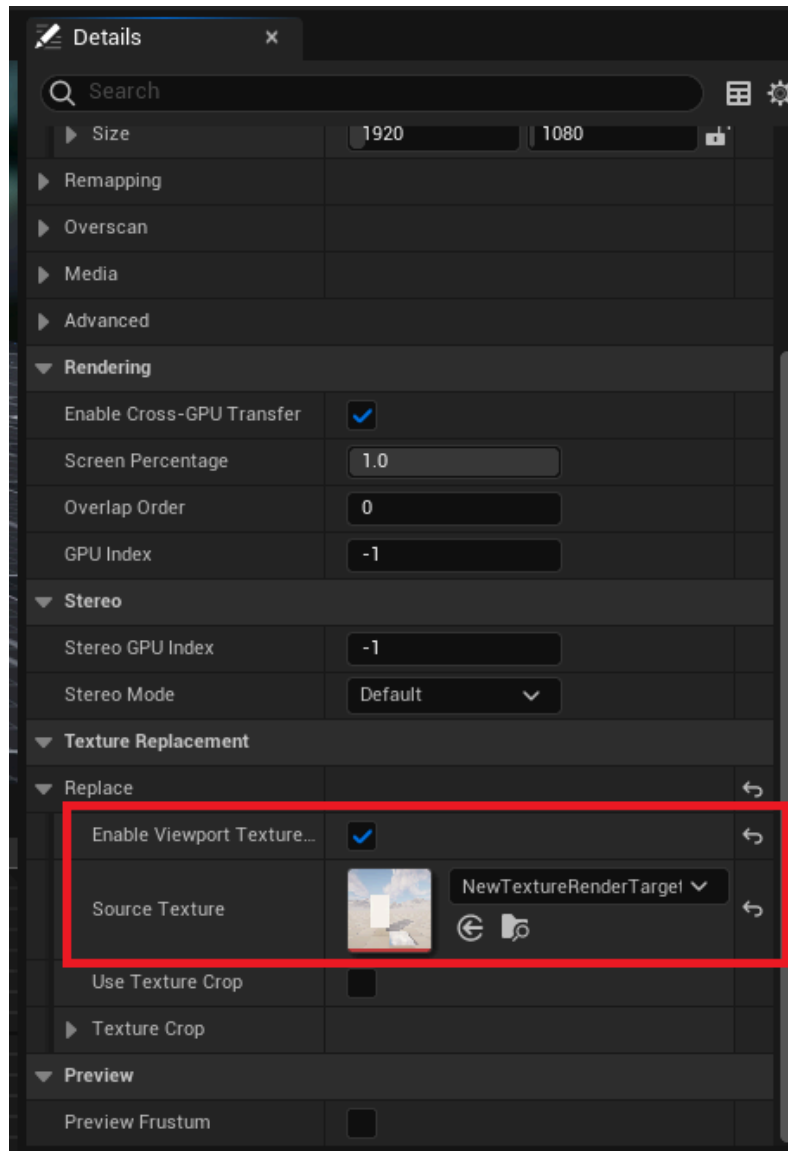 Details
Search
Size 1920 1080
Remapping
Overscan
Media
Advanced
Rendering
Enable Cross-GPU Transfer
Screen Percentage 1.0
Overlap Order 0
GPU Index -1
Stereo
Stereo GPU Index -1
Stereo Mode Default
Texture Replacement
Replace
Enable Viewport Texture...
Source Texture NewTextureRenderTarget
Use Texture Crop
Texture Crop
Preview
Preview Frustum